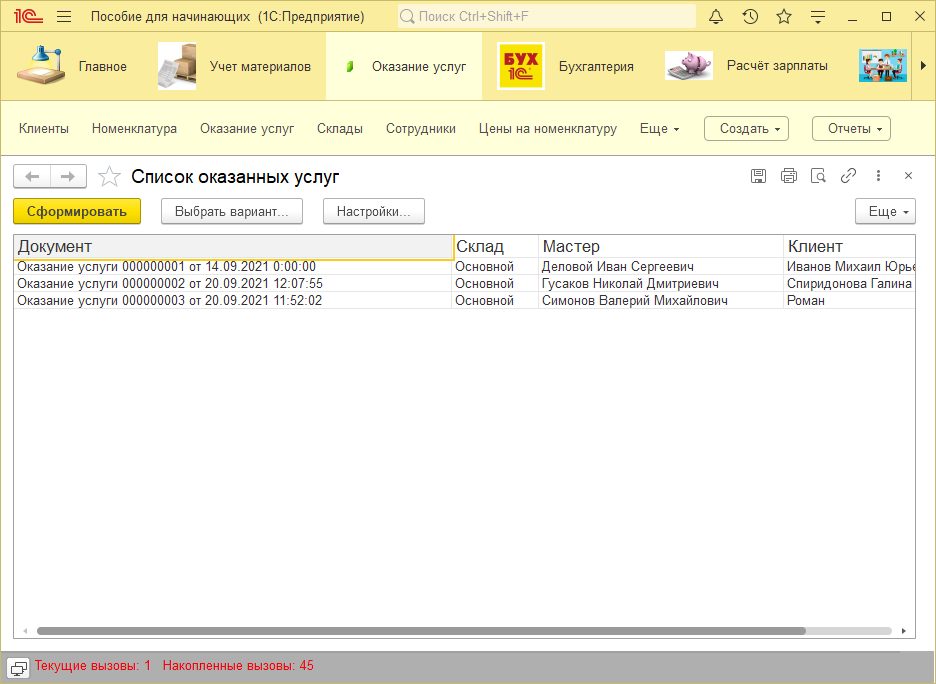 1С Пособие для начинающих (1С:Предприятие) Поиск Ctrl+Shift+F
Главное Учет материалов Оказание услуг БУХ 1С Бухгалтерия Расчёт зарплаты
Клиенты Номенклатура Оказание услуг Склады Сотрудники Цены на номенклатуру Еще Создать Отчеты
Список оказанных услуг
Сформировать Выбрать вариант... Настройки... Еще
Документ Склад Мастер Клиент
Оказание услуги 000000001 от 14.09.2021 0:00:00 Основной Деловой Иван Сергеевич Иванов Михаил Юрье
Оказание услуги 000000002 от 20.09.2021 12:07:55 Основной Гусаков Николай Дмитриевич Спиридонова Галина
Оказание услуги 000000003 от 20.09.2021 11:52:02 Основной Симонов Валерий Михайлович Роман
Текущие вызовы: 1 Накопленные вызовы: 45